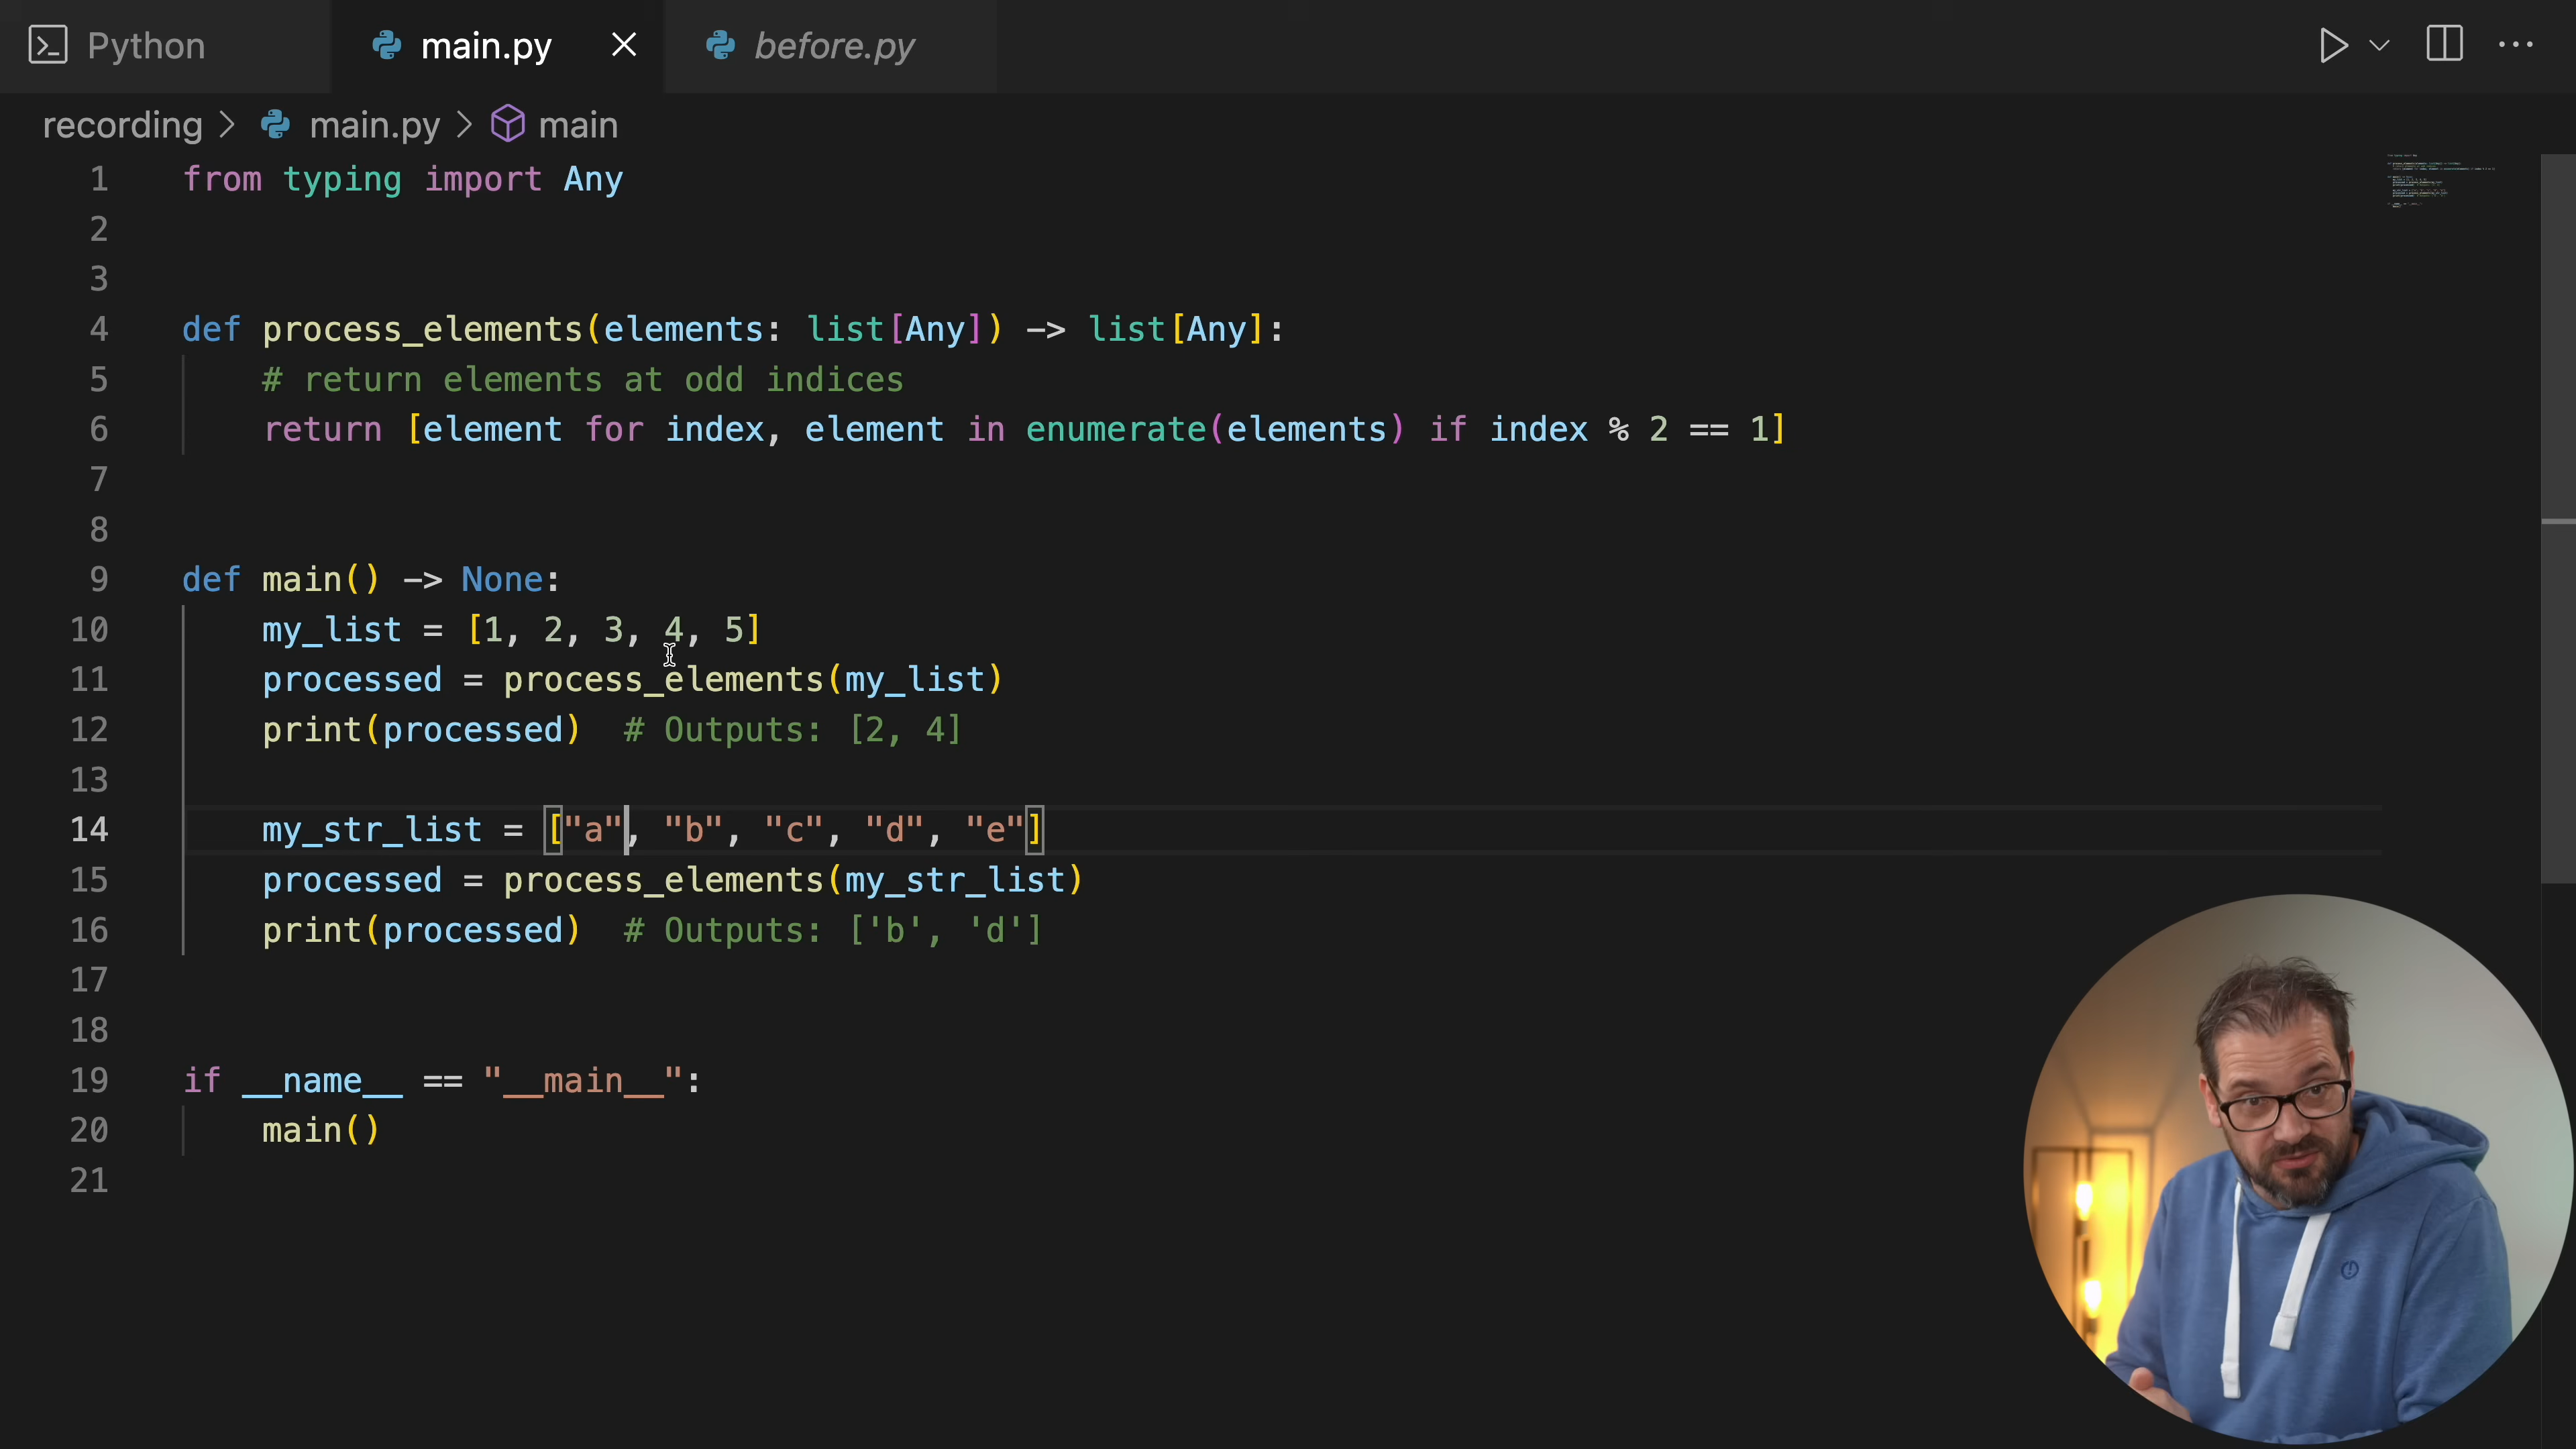 Python main.py before.py
recording > main.py > main
1 from typing import Any
2
3
4 def process_elements(elements: list[Any]) -> list[Any]:
5     # return elements at odd indices
6     return [element for index, element in enumerate(elements) if index % 2 == 1]
7
8
9 def main() -> None:
10     my_list = [1, 2, 3, 4, 5]
11     processed = process_elements(my_list)
12     print(processed)  # Outputs: [2, 4]
13
14     my_str_list = ["a", "b", "c", "d", "e"]
15     processed = process_elements(my_str_list)
16     print(processed)  # Outputs: ['b', 'd']
17
18
19 if __name__ == "__main__":
20     main()
21